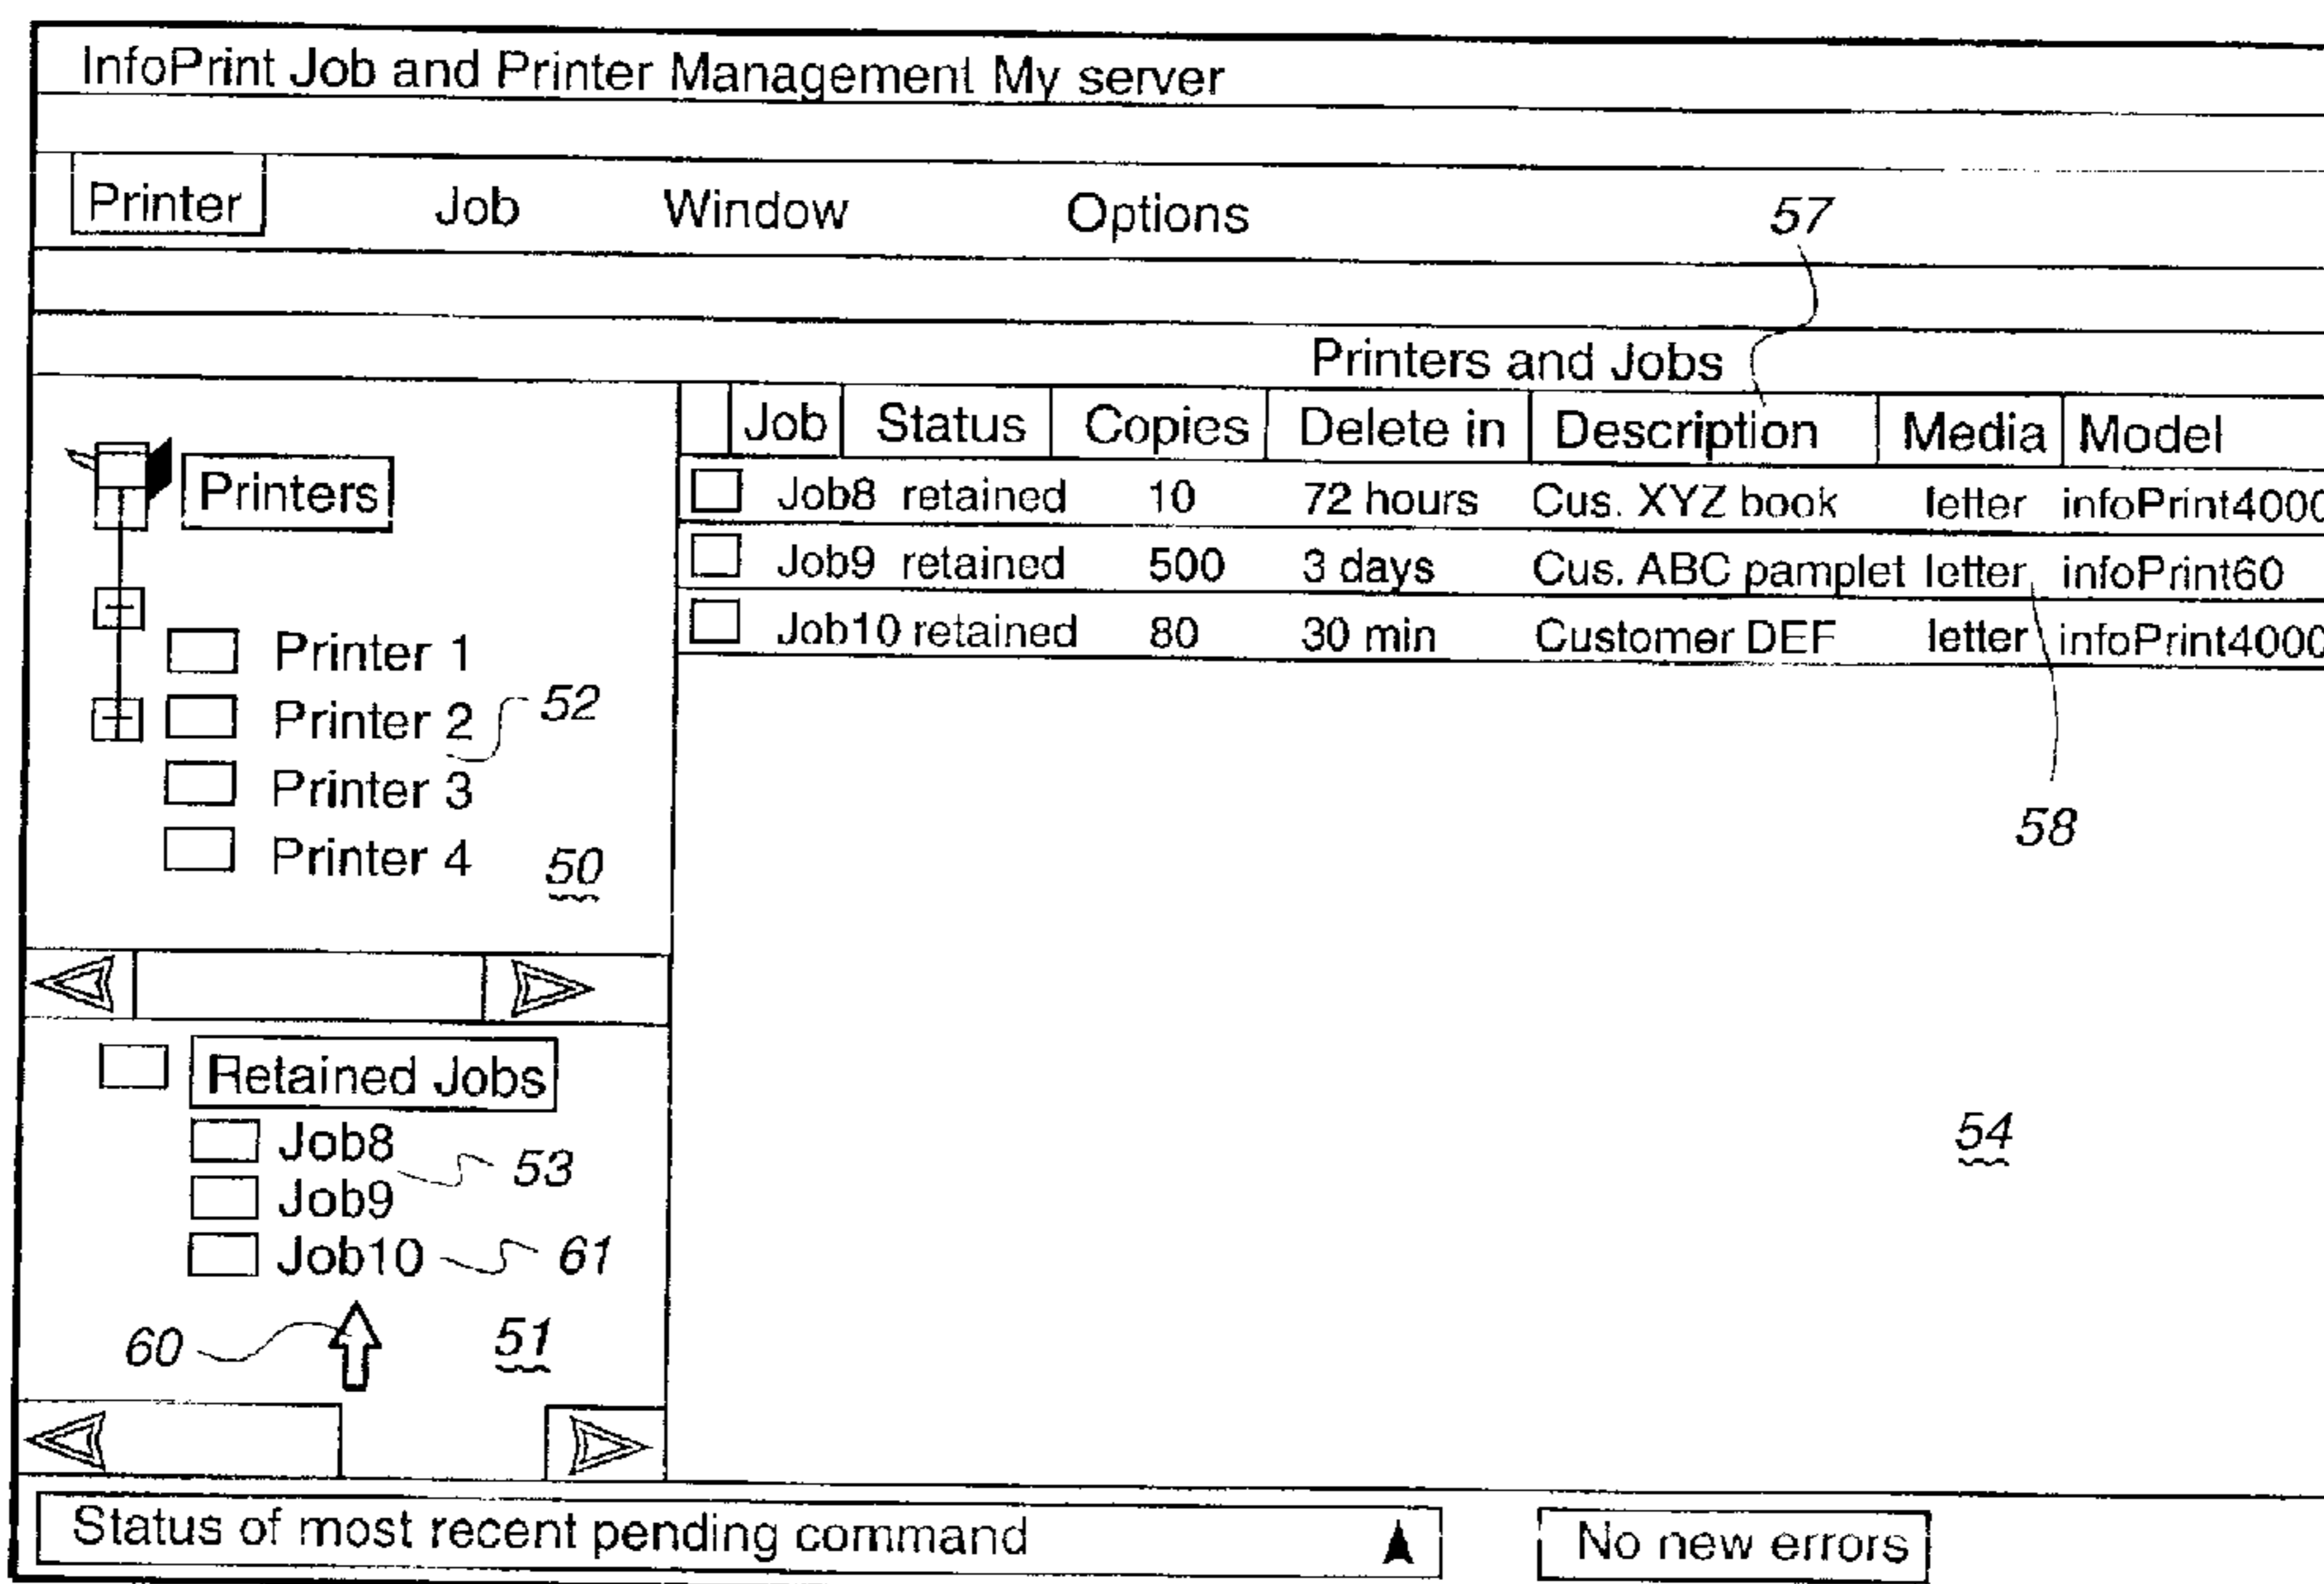 InfoPrint Job and Printer Management My server
Printer Job Window Options
57
Printers and Jobs
Job Status Copies Delete in Description Media Model
Job8 retained 10 72 hours Cus. XYZ book letter infoPrint4000
Job9 retained 500 3 days Cus. ABC pamplet letter infoPrint60
Job10 retained 80 30 min Customer DEF letter infoPrint4000
58
54
Printers
Printer 1
Printer 2
52
Printer 3
Printer 4
50
Retained Jobs
Job8
53
Job9
Job10
61
60
51
Status of most recent pending command
No new errors